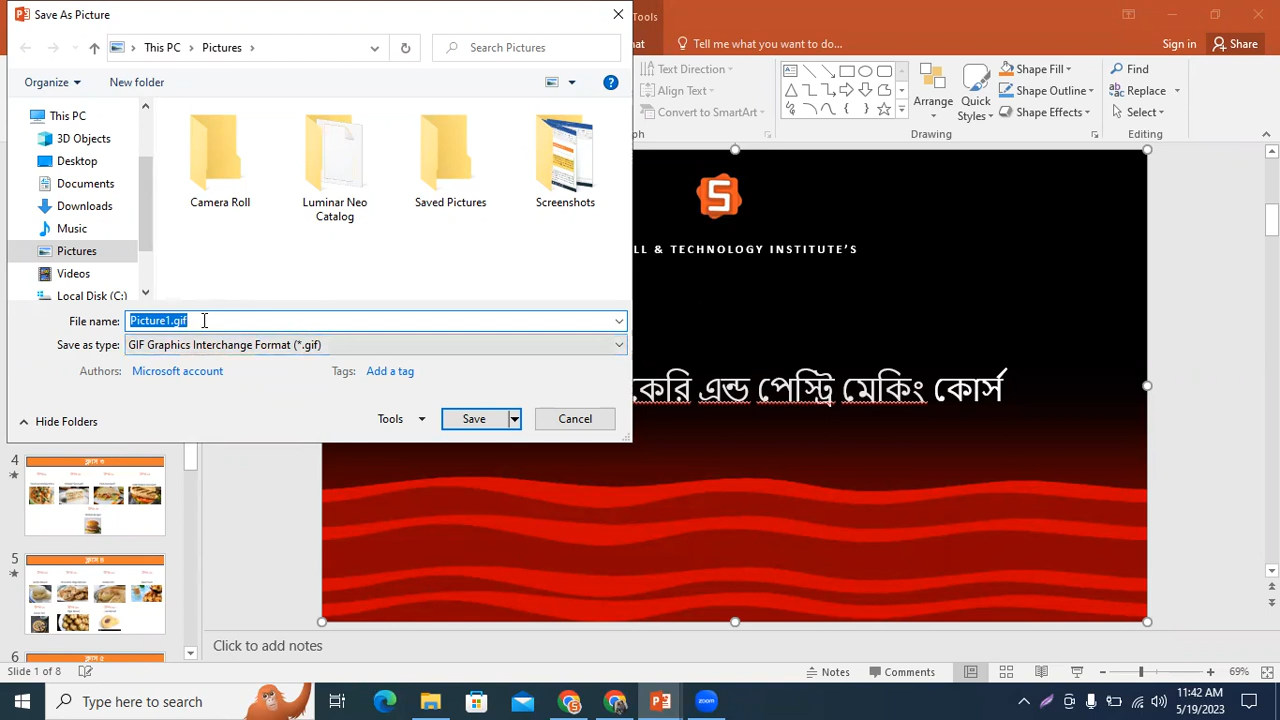 Save As Picture
Tools
This PC
Pictures
Search Pictures
Tell me what you want to do...
Sign in
Share
Organize
New folder
Text Direction
Align Text
Convert to SmartArt
Arrange
Quick Styles
Shape Fill
Shape Outline
Shape Effects
Drawing
Find
Replace
Select
Editing
This PC
3D Objects
Desktop
Documents
Downloads
Music
Pictures
Videos
Local Disk (C:)
Camera Roll
Luminar Neo
Catalog
Saved Pictures
Screenshots
File name: Picture1.gif
Save as type: GIF Graphics Interchange Format (*.gif)
Authors: Microsoft account
Tags: Add a tag
Hide Folders
Tools
Save
Cancel
S
& TECHNOLOGY INSTITUTE'S
এন্ড পেস্ট্রি মেকিং কোর্স
4
5
6
Click to add notes
Slide 1 of 8
Notes
Comments
69%
Type here to search
zoom
11:42 AM
5/19/2023